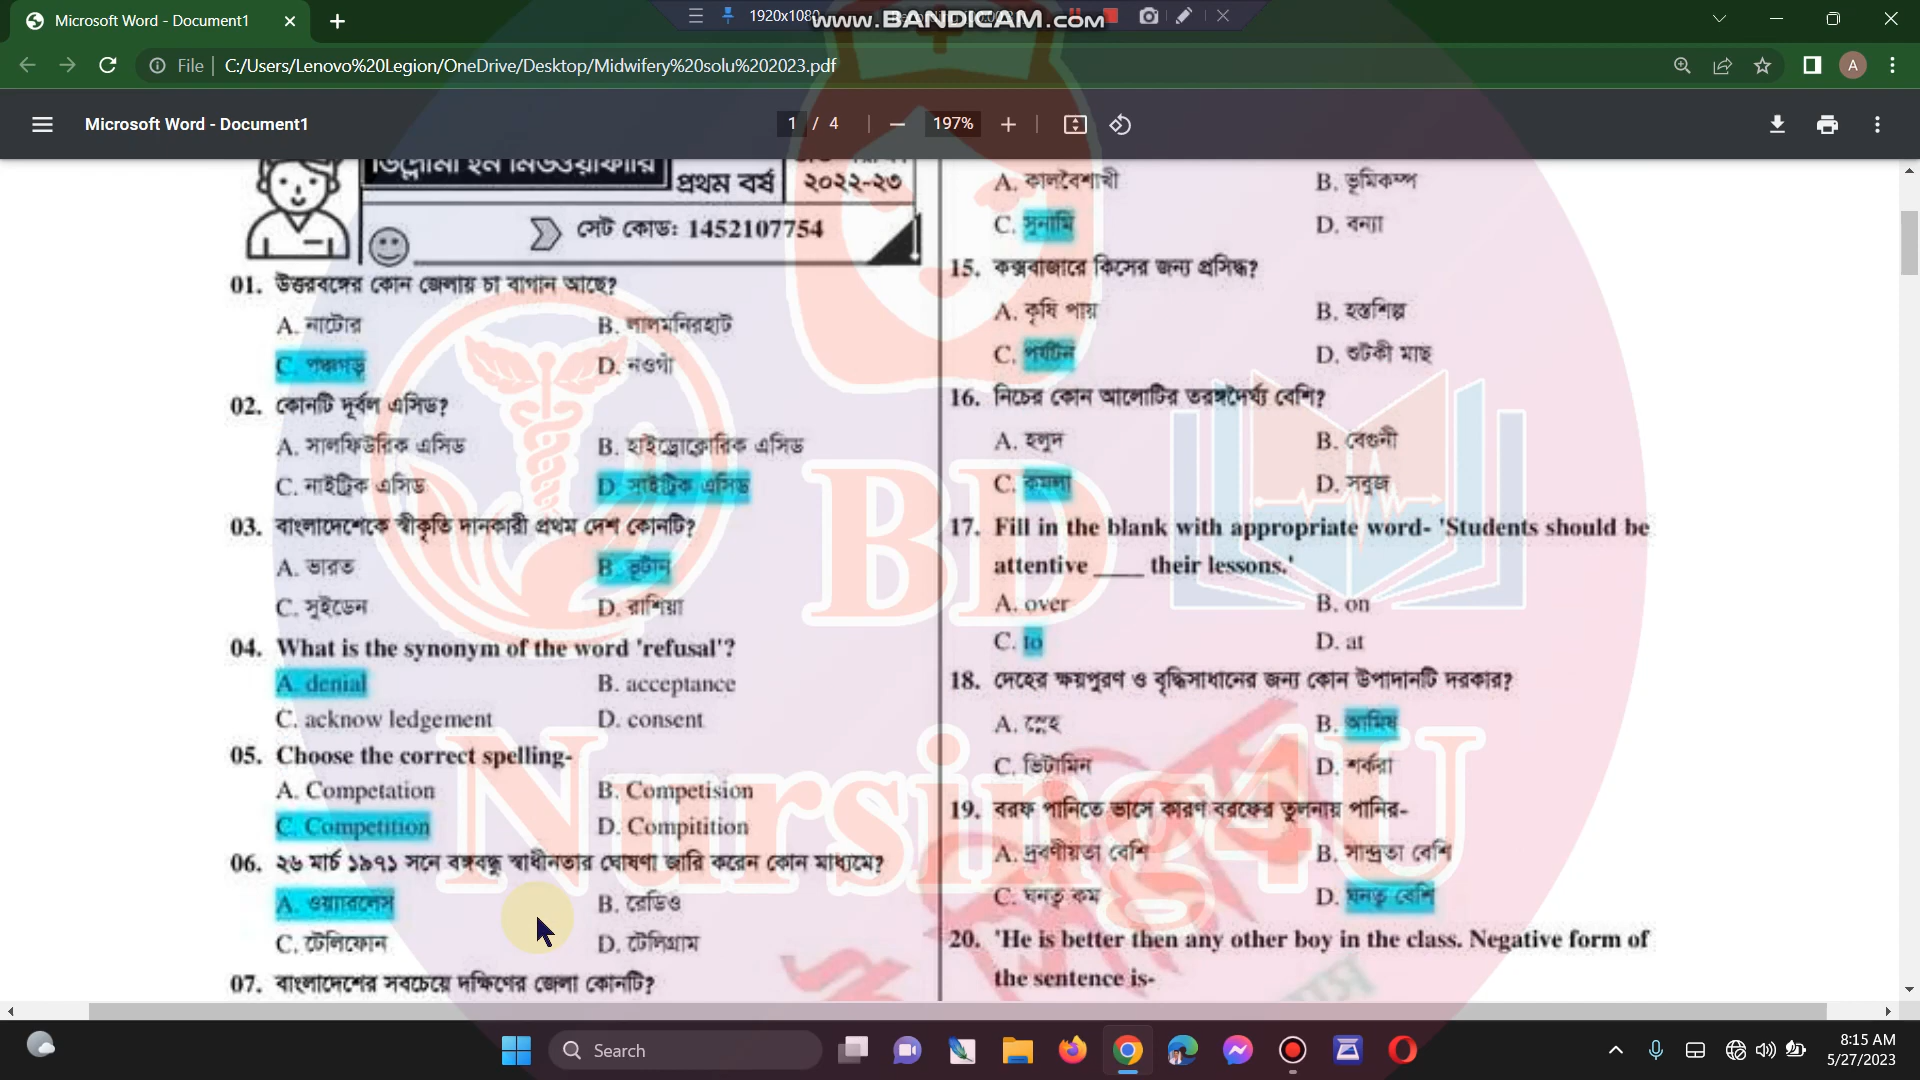 Microsoft Word - Document1
1920x1080
www.BANDICAM.com
File
C:/Users/Lenovo%20Legion/OneDrive/Desktop/Midwifery%20solu%202023.pdf
A
Microsoft Word - Document1
1 / 4
197%
ডিপ্লোমা ইন মিডওয়াইফারি
প্রথম বর্ষ
২০২২-২৩
সেট কোড: 1452107754
01. উত্তরবঙ্গের কোন জেলায় চা বাগান আছে?
A. নাটোর B. লালমনিরহাট
C. পঞ্চগড় D. নওগাঁ
02. কোনটি দূর্বল এসিড?
A. সালফিউরিক এসিড B. হাইড্রোক্লোরিক এসিড
C. নাইট্রিক এসিড D. সাইট্রিক এসিড
03. বাংলাদেশেকে স্বীকৃতি দানকারী প্রথম দেশ কোনটি?
A. ভারত B. ভূটান
C. সুইডেন D. রাশিয়া
04. What is the synonym of the word 'refusal'?
A. denial B. acceptance
C. acknow ledgement D. consent
05. Choose the correct spelling-
A. Competation B. Competision
C. Competition D. Compitition
06. ২৬ মার্চ ১৯৭১ সনে বঙ্গবন্ধু স্বাধীনতার ঘোষণা জারি করেন কোন মাধ্যমে?
A. ওয়্যারলেস B. রেডিও
C. টেলিফোন D. টেলিগ্রাম
07. বাংলাদেশের সবচেয়ে দক্ষিণের জেলা কোনটি?
A. কালবৈশাখী B. ভূমিকম্প
C. সুনামি D. বন্যা
15. কক্সবাজারে কিসের জন্য প্রসিদ্ধ?
A. কৃষি পায় B. হস্তশিল্প
C. পর্যটন D. শুটকী মাছ
16. নিচের কোন আলোটির তরঙ্গদৈর্ঘ্য বেশি?
A. হলুদ B. বেগুনী
C. কমলা D. সবুজ
17. Fill in the blank with appropriate word- 'Students should be
attentive ____ their lessons.'
A. over B. on
C. to D. at
18. দেহের ক্ষয়পুরণ ও বৃদ্ধিসাধানের জন্য কোন উপাদানটি দরকার?
A. স্নেহ B. আমিষ
C. ভিটামিন D. শর্করা
19. বরফ পানিতে ভাসে কারণ বরফের তুলনায় পানির-
A. দ্রবণীয়তা বেশি B. সান্দ্রতা বেশি
C. ঘনত্ব কম D. ঘনত্ব বেশি
20. 'He is better then any other boy in the class. Negative form of
the sentence is-
BD
Nursing4U
Search
8:15 AM
5/27/2023